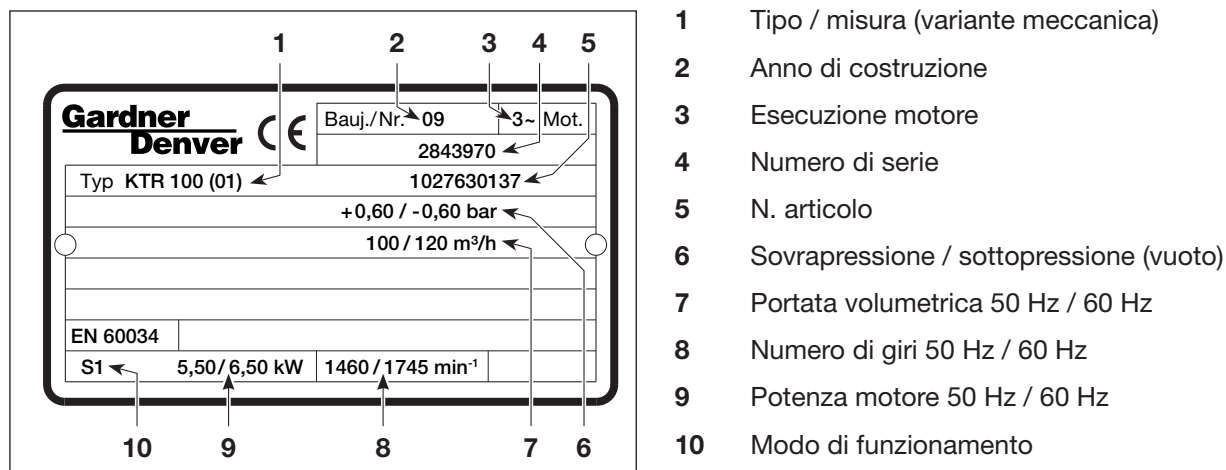 1 2 3 4 5
Gardner
Denver
CE
Bauj./Nr. 09 3~ Mot.
2843970
Typ KTR 100 (01) 1027630137
+0,60 / -0,60 bar
100 / 120 m³/h
EN 60034
S1 5,50 / 6,50 kW 1460 / 1745 min⁻¹
10 9 8 7 6
1 Tipo / misura (variante meccanica)
2 Anno di costruzione
3 Esecuzione motore
4 Numero di serie
5 N. articolo
6 Sovrapressione / sottopressione (vuoto)
7 Portata volumetrica 50 Hz / 60 Hz
8 Numero di giri 50 Hz / 60 Hz
9 Potenza motore 50 Hz / 60 Hz
10 Modo di funzionamento